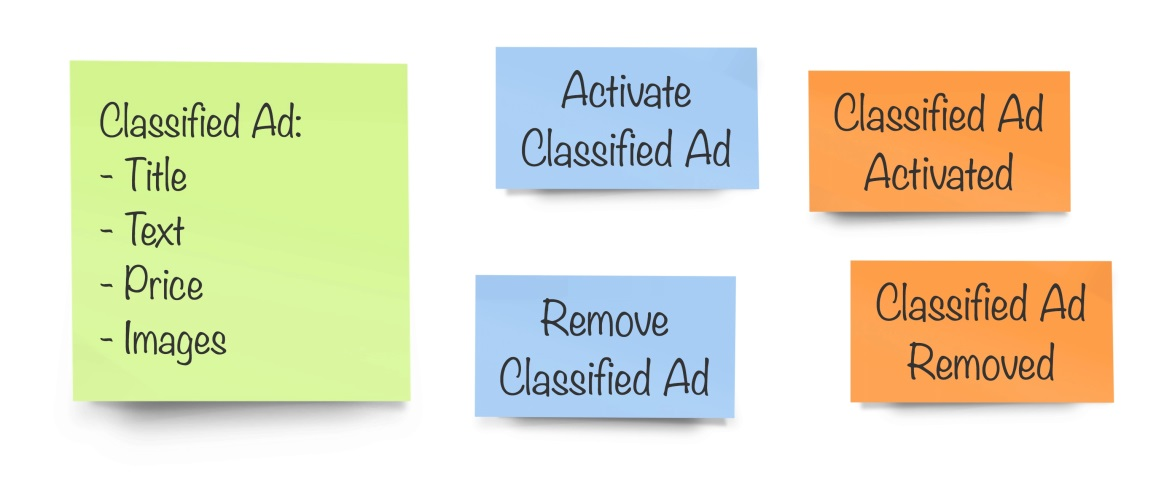 Classified Ad:
- Title
- Text
- Price
- Images
Activate
Classified Ad
Classified Ad
Activated
Remove
Classified Ad
Classified Ad
Removed